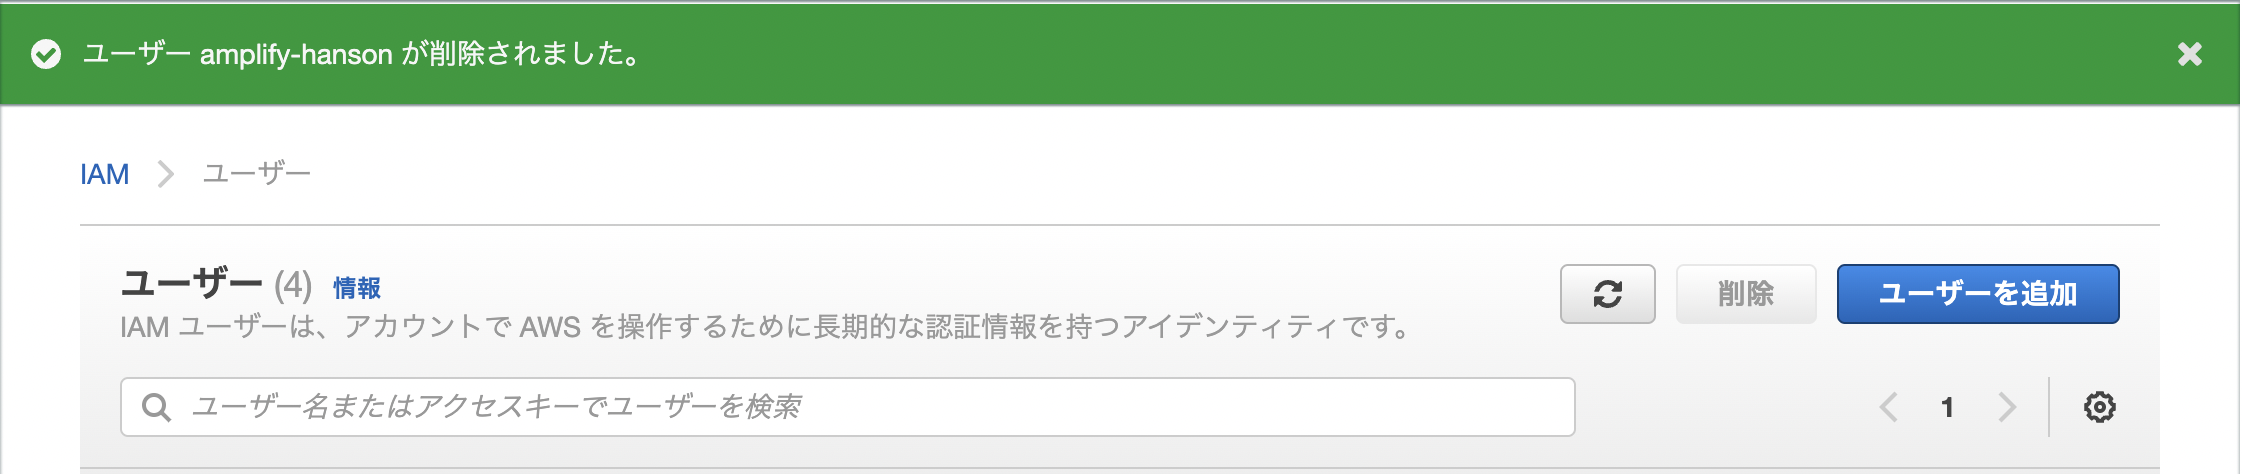 ユーザー amplify-hanson が削除されました。
IAM ユーザー
ユーザー (4) 情報
削除
ユーザーを追加
IAM ユーザーは、アカウントで AWS を操作するために長期的な認証情報を持つアイデンティティです。
ユーザー名またはアクセスキーでユーザーを検索
1